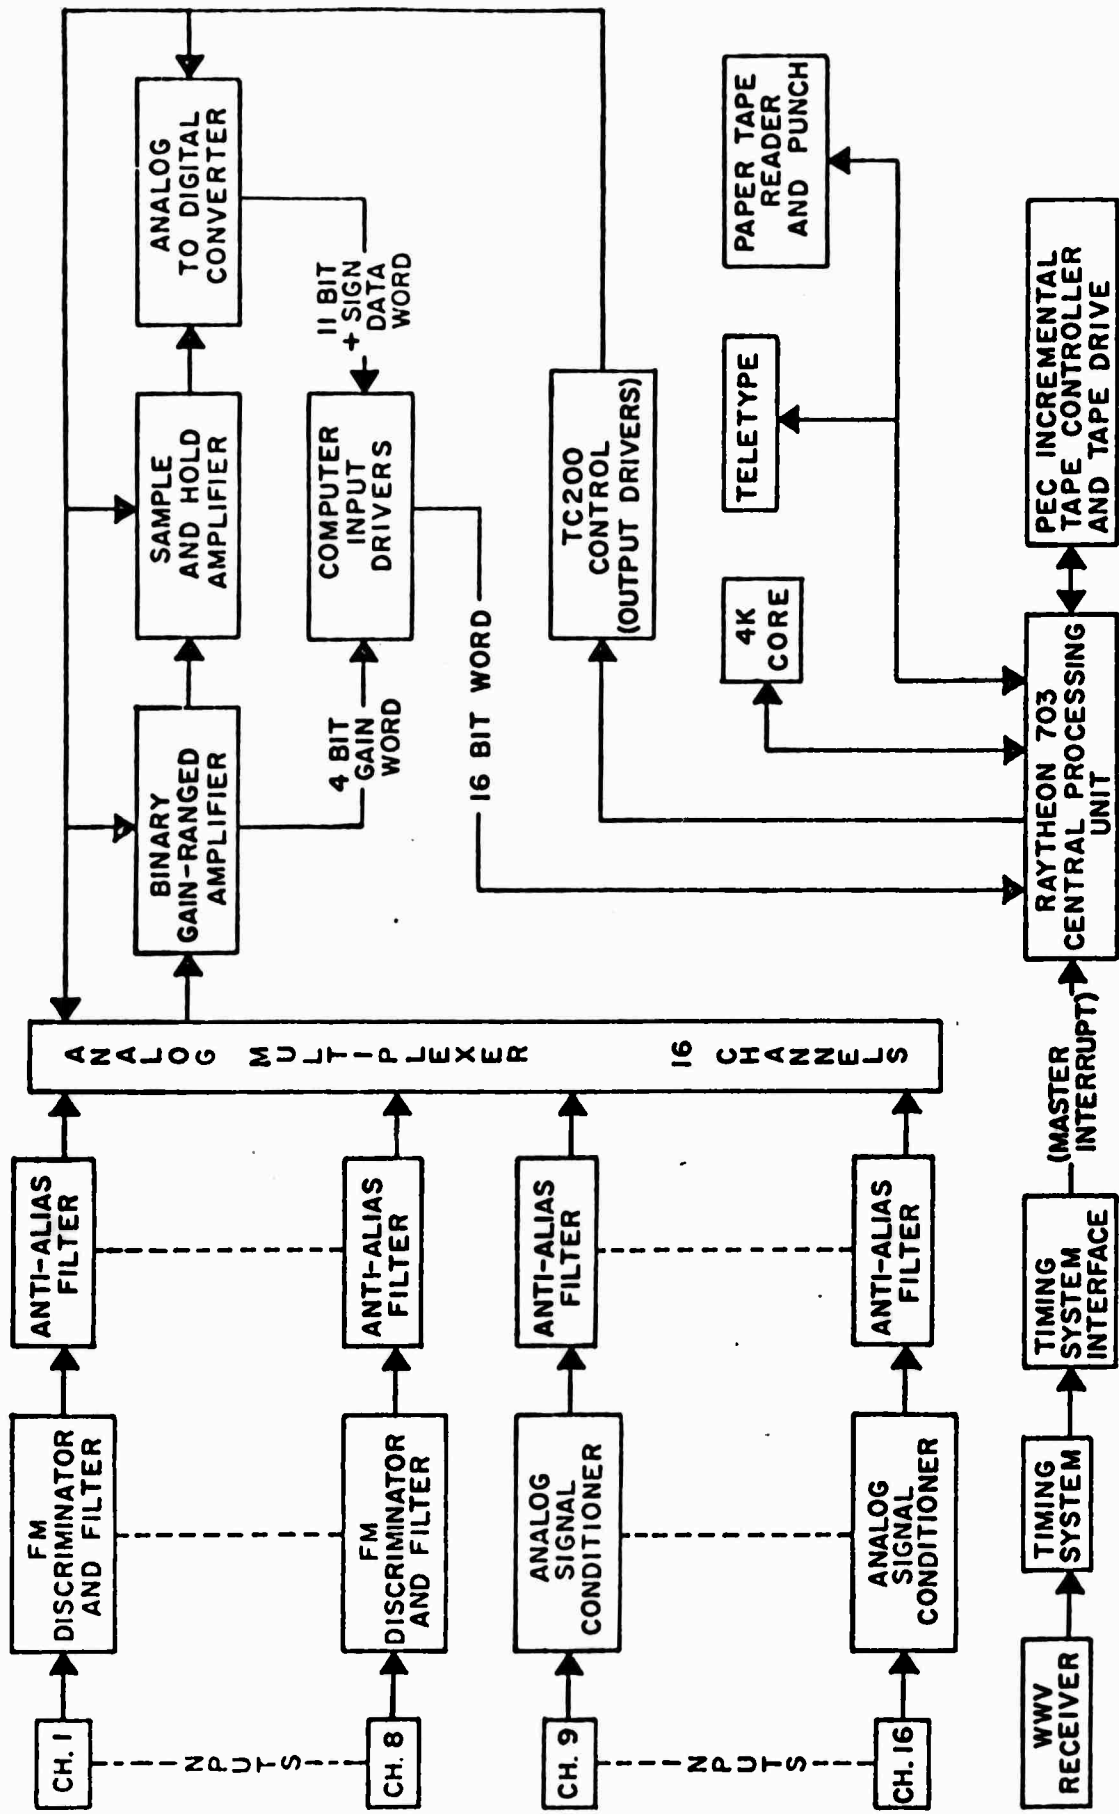 CH. 1
INPUTS
CH. 8
CH. 9
INPUTS
CH. 16
FM
DISCRIMINATOR
AND FILTER
FM
DISCRIMINATOR
AND FILTER
ANALOG
SIGNAL
CONDITIONER
ANALOG
SIGNAL
CONDITIONER
ANTI-ALIAS
FILTER
ANTI-ALIAS
FILTER
ANTI-ALIAS
FILTER
ANTI-ALIAS
FILTER
ANALOG MULTIPLEXER 16 CHANNELS
BINARY
GAIN-RANGED
AMPLIFIER
SAMPLE
AND HOLD
AMPLIFIER
ANALOG
TO DIGITAL
CONVERTER
4 BIT
GAIN
WORD
COMPUTER
INPUT
DRIVERS
11 BIT
+ SIGN
DATA
WORD
16 BIT WORD
TC200
CONTROL
(OUTPUT DRIVERS)
4K
CORE
TELETYPE
PAPER TAPE
READER
AND PUNCH
WWV
RECEIVER
TIMING
SYSTEM
TIMING
SYSTEM
INTERFACE
(MASTER
INTERRUPT)
RAYTHEON 703
CENTRAL PROCESSING
UNIT
PEC INCREMENTAL
TAPE CONTROLLER
AND TAPE DRIVE